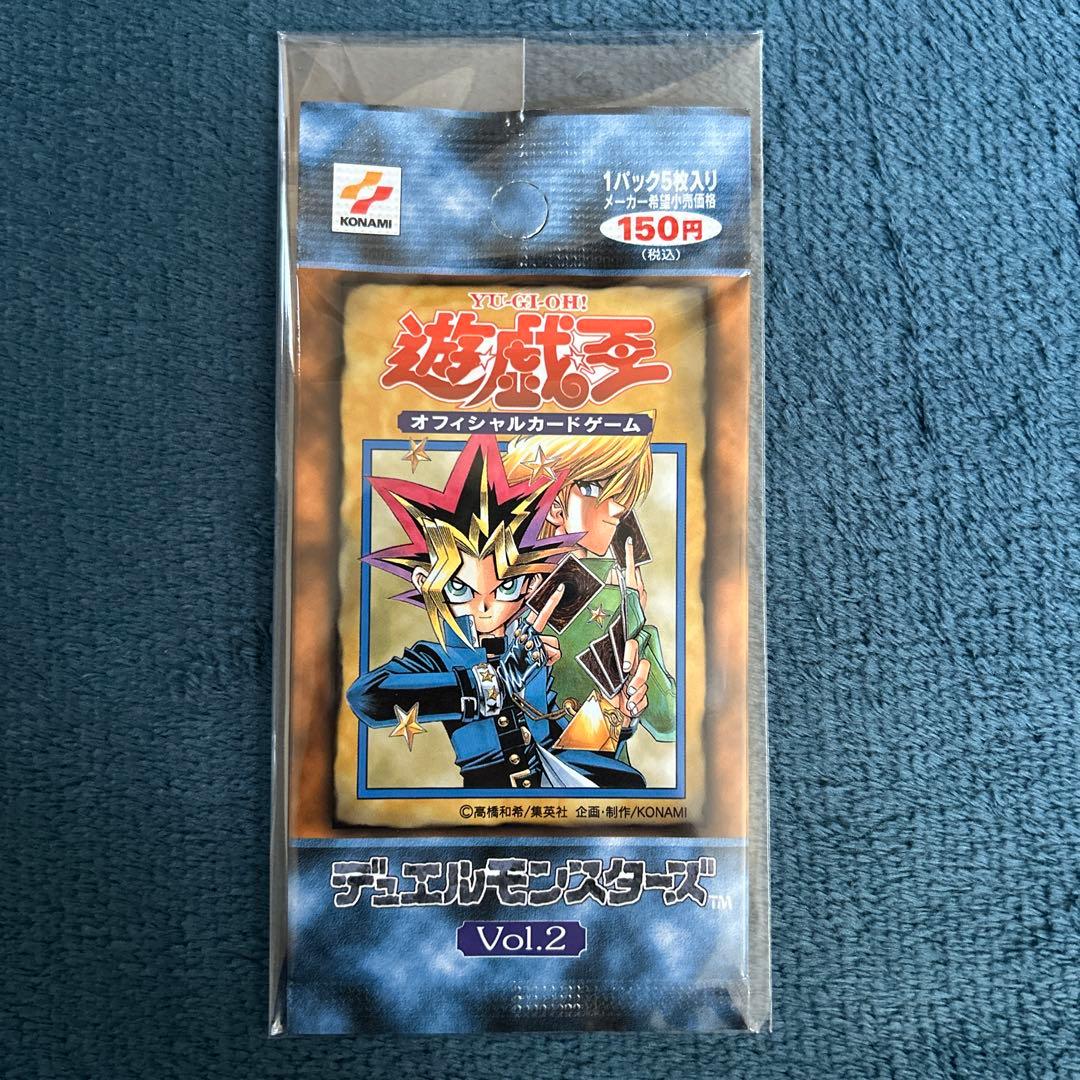 KONAMI
1パック5枚入り
メーカー希望小売価格
150円
(税込)
YU-GI-OH!
遊☆戯☆王
オフィシャルカードゲーム
©高橋和希/集英社 企画・制作/KONAMI
デュエルモンスターズ™
Vol.2